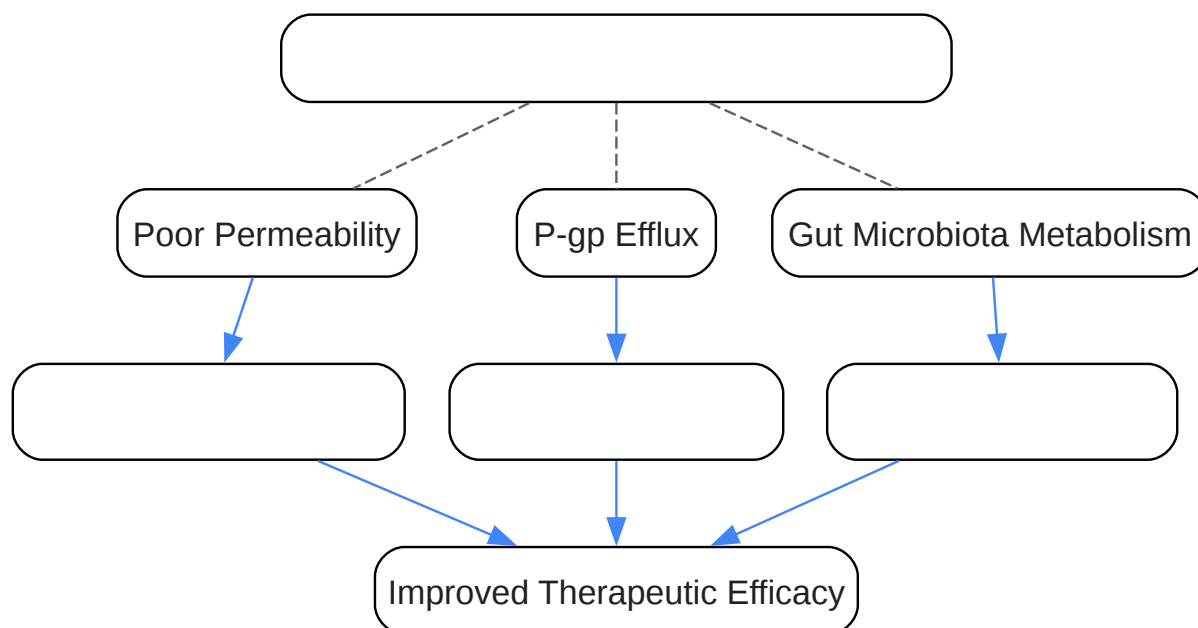 Poor Permeability
P-gp Efflux
Gut Microbiota Metabolism
Improved Therapeutic Efficacy